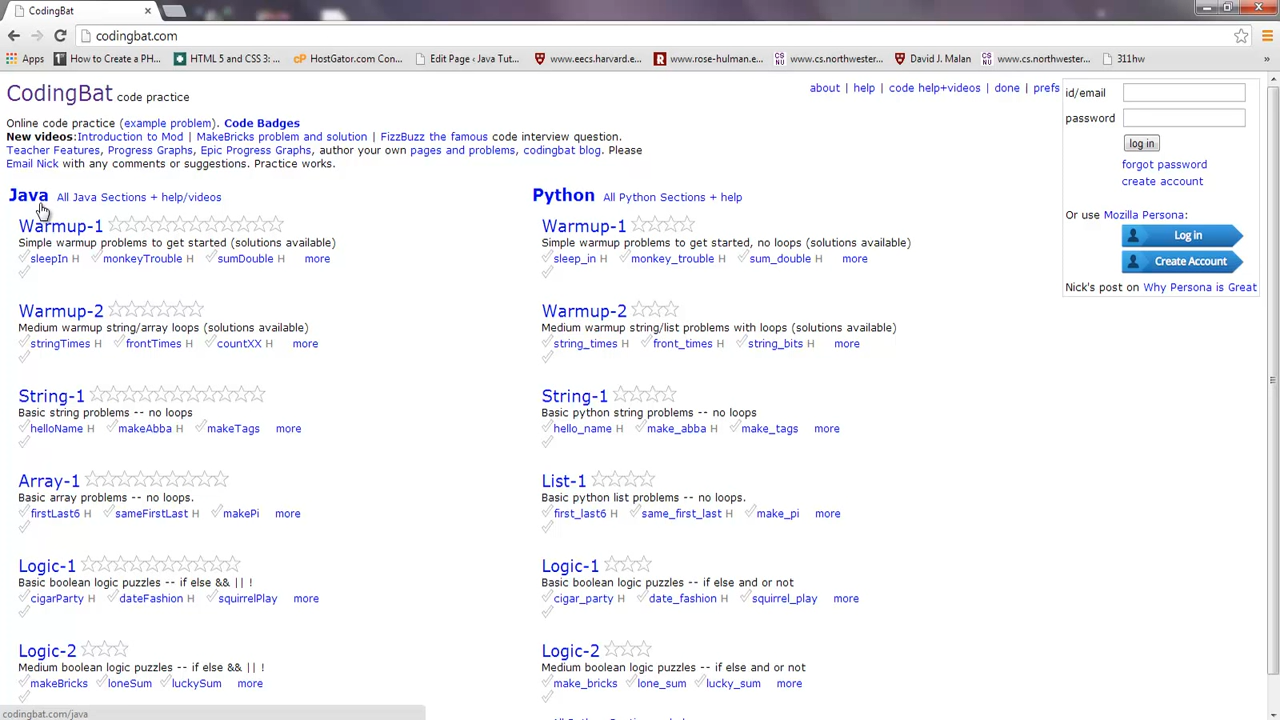 CodingBat
codingbat.com
Apps How to Create a PH... HTML 5 and CSS 3: ... HostGator.com Con... Edit Page ‹ Java Tut... www.eecs.harvard.e... www.rose-hulman.e... www.cs.northwester... David J. Malan www.cs.northwester... 311hw »
CodingBat code practice
about | help | code help+videos | done | prefs
id/email
password
log in
forgot password
create account
Or use Mozilla Persona:
Log in
Create Account
Nick's post on Why Persona is Great
Online code practice (example problem). Code Badges
New videos:Introduction to Mod | MakeBricks problem and solution | FizzBuzz the famous code interview question.
Teacher Features, Progress Graphs, Epic Progress Graphs, author your own pages and problems, codingbat blog. Please
Email Nick with any comments or suggestions. Practice works.
Java All Java Sections + help/videos
Warmup-1
Simple warmup problems to get started (solutions available)
sleepIn H monkeyTrouble H sumDouble H more
Warmup-2
Medium warmup string/array loops (solutions available)
stringTimes H frontTimes H countXX H more
String-1
Basic string problems -- no loops
helloName H makeAbba H makeTags more
Array-1
Basic array problems -- no loops.
firstLast6 H sameFirstLast H makePi more
Logic-1
Basic boolean logic puzzles -- if else && || !
cigarParty H dateFashion H squirrelPlay more
Logic-2
Medium boolean logic puzzles -- if else && || !
makeBricks loneSum luckySum more
Python All Python Sections + help
Warmup-1
Simple warmup problems to get started, no loops (solutions available)
sleep_in H monkey_trouble H sum_double H more
Warmup-2
Medium warmup string/list problems with loops (solutions available)
string_times H front_times H string_bits H more
String-1
Basic python string problems -- no loops
hello_name H make_abba H make_tags more
List-1
Basic python list problems -- no loops.
first_last6 H same_first_last H make_pi more
Logic-1
Basic boolean logic puzzles -- if else and or not
cigar_party H date_fashion H squirrel_play more
Logic-2
Medium boolean logic puzzles -- if else and or not
make_bricks lone_sum lucky_sum more
codingbat.com/java